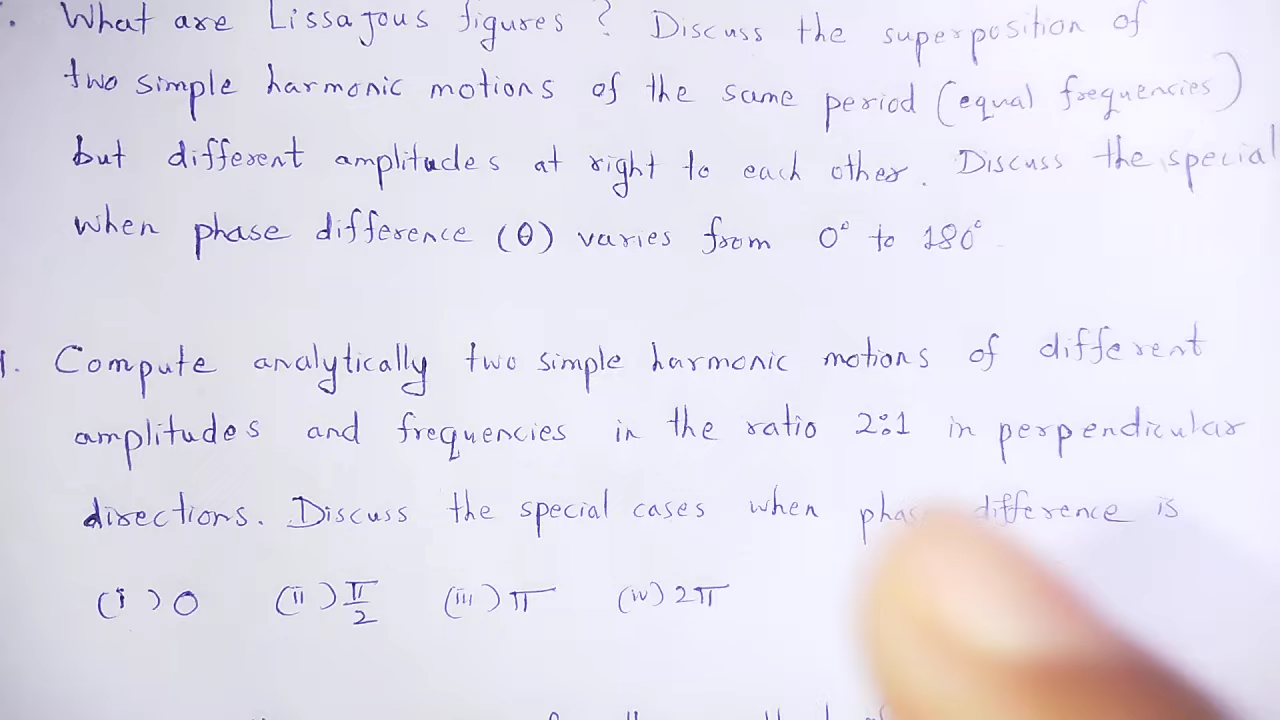 What are Lissajous figures ? Discuss the superposition of
two simple harmonic motions of the same period (equal frequencies)
but different amplitudes at right to each other. Discuss the special
when phase difference (θ) varies from 0° to 180°
1. Compute analytically two simple harmonic motions of different
amplitudes and frequencies in the ratio 2:1 in perpendicular
directions. Discuss the special cases when difference is
(i) 0 (ii) π/2 (iii) π (iv) 2π